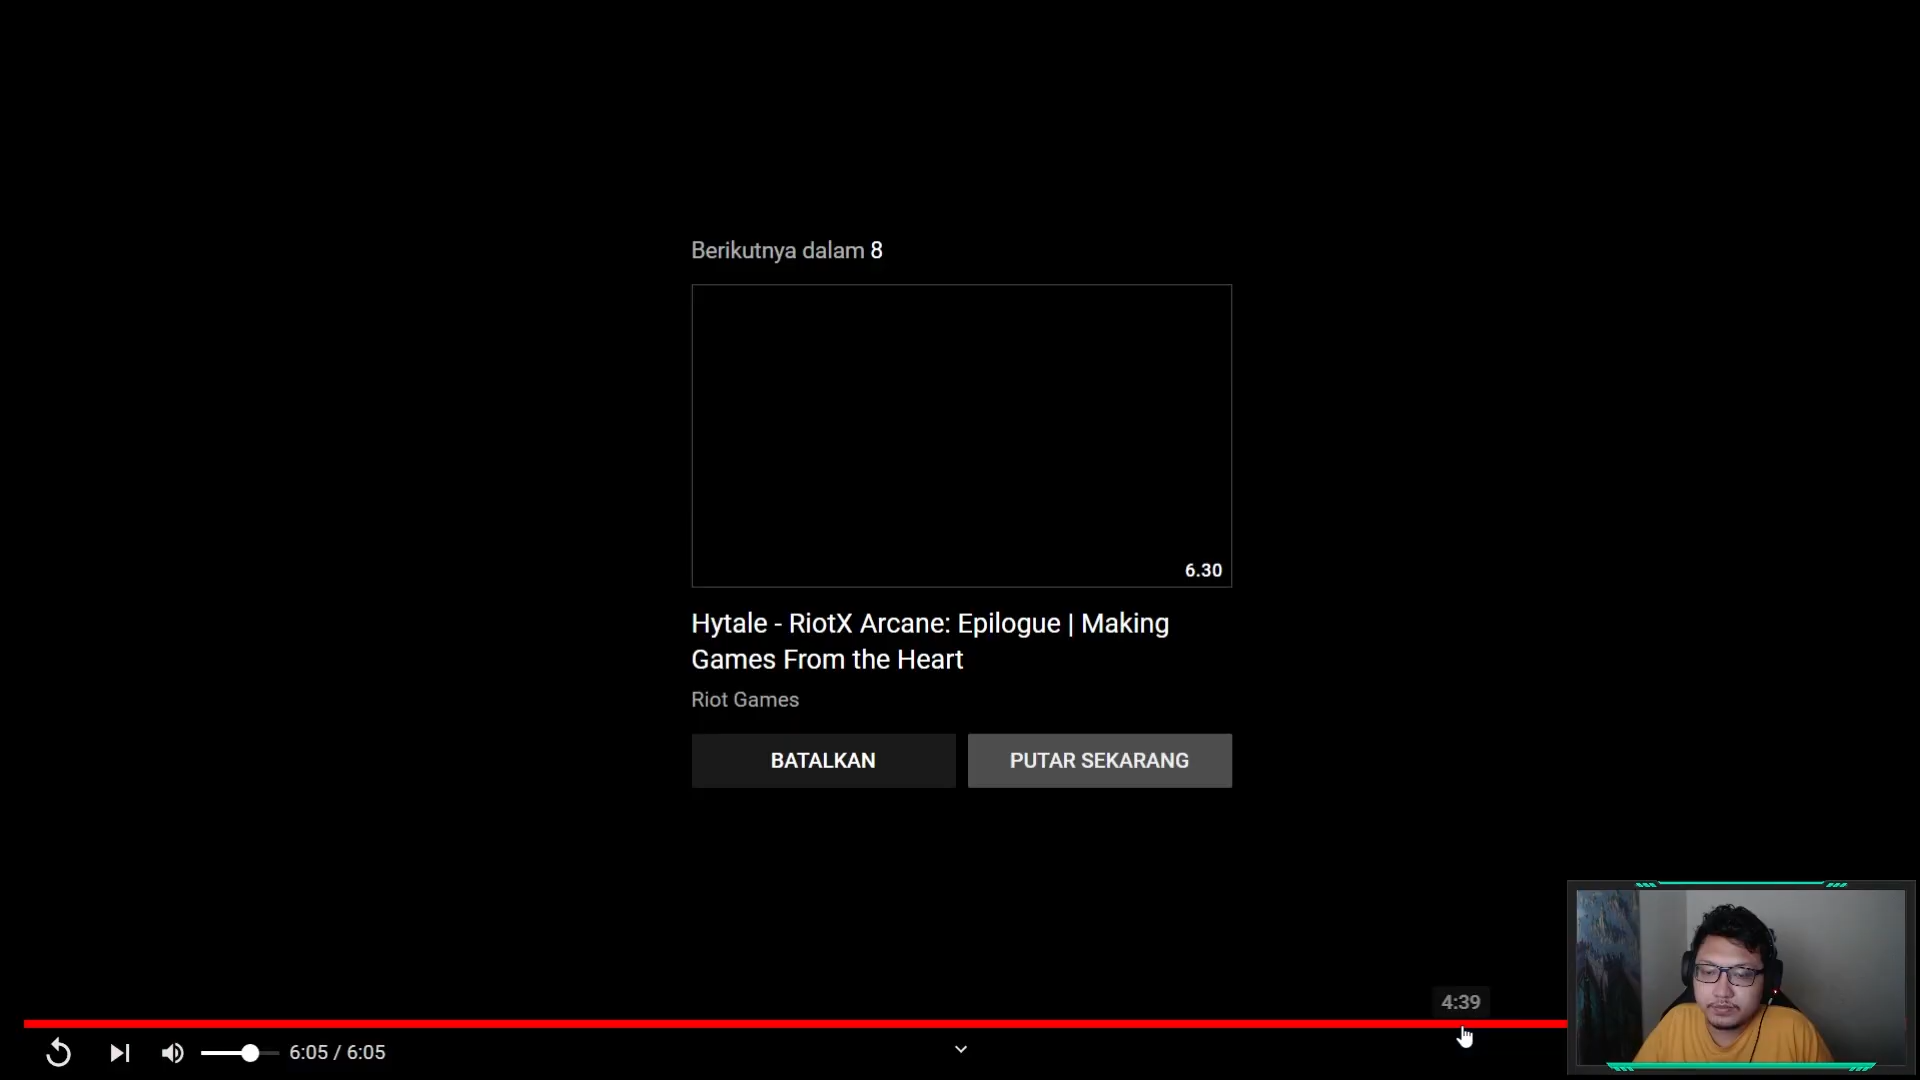 Berikutnya dalam 8
6.30
Hytale - RiotX Arcane: Epilogue | Making
Games From the Heart
Riot Games
BATALKAN
PUTAR SEKARANG
4:39
6:05 / 6:05